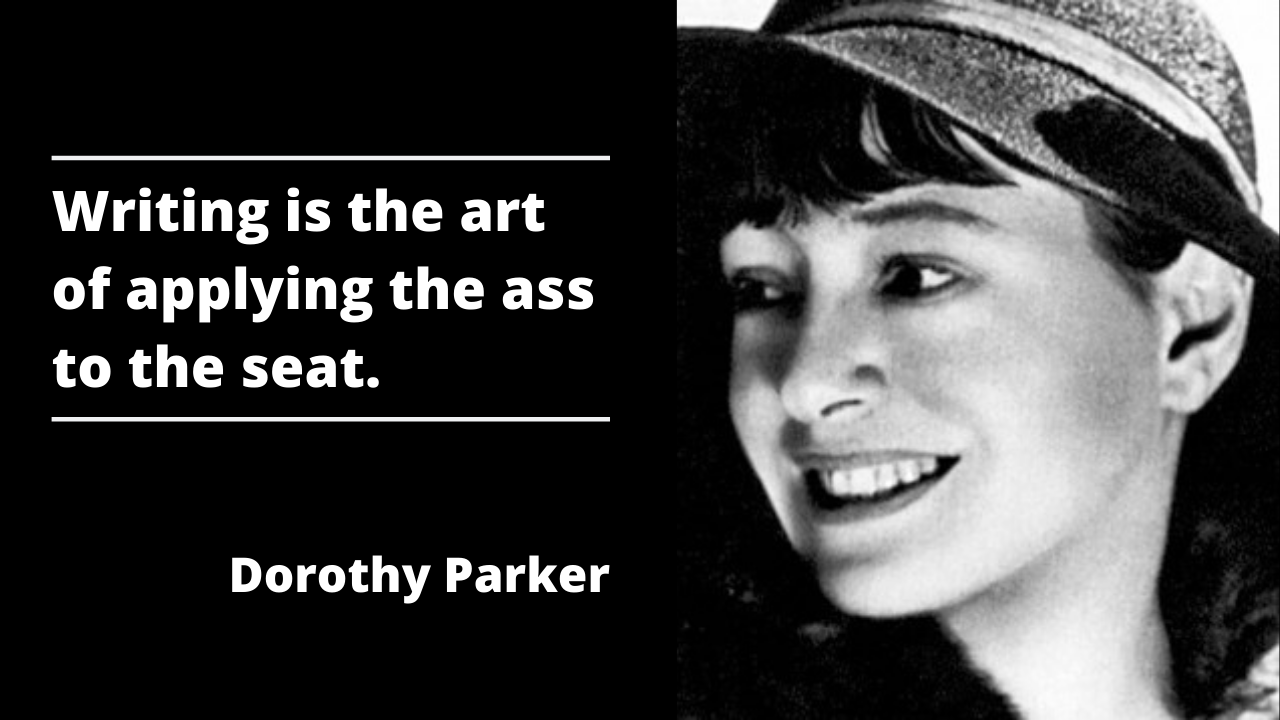 Writing is the art
of applying the ass
to the seat.
Dorothy Parker